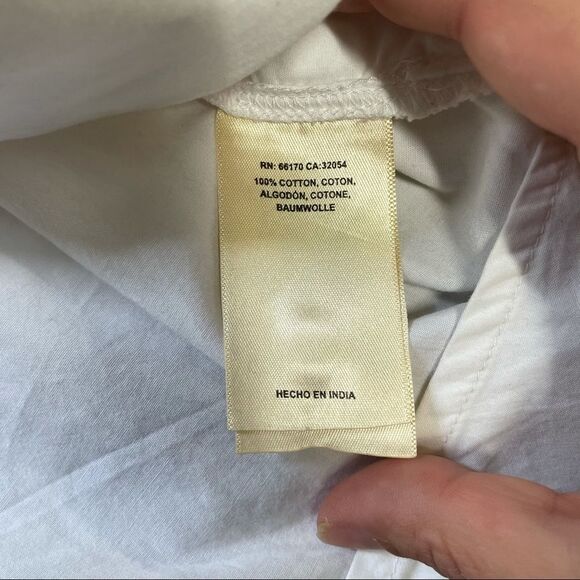 RN: 66170 CA:32054
100% COTTON, COTON,
ALGODÓN, COTONE,
BAUMWOLLE
HECHO EN INDIA